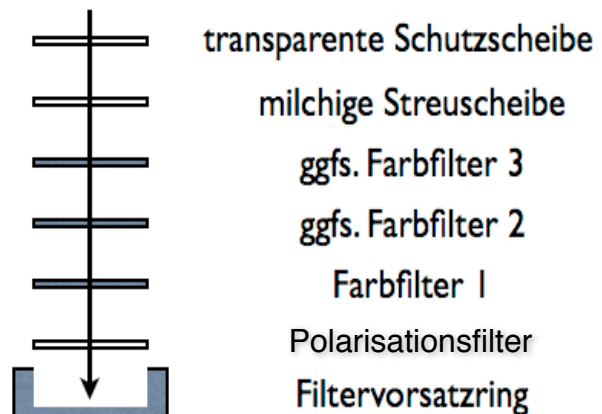 transparente Schutzscheibe
milchige Streuscheibe
ggfs. Farbfilter 3
ggfs. Farbfilter 2
Farbfilter 1
Polarisationsfilter
Filtervorsatzring